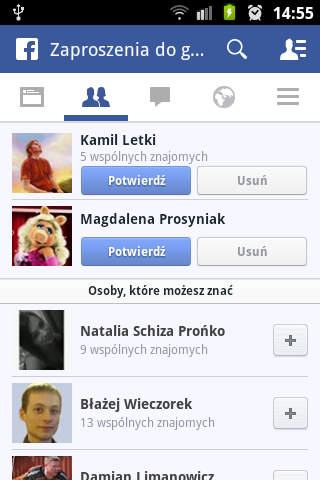 14:55
f Zaproszenia do g...
Kamil Letki
5 wspólnych znajomych
Potwierdź Usuń
Magdalena Prosyniak
Potwierdź Usuń
Osoby, które możesz znać
Natalia Schiza Prońko
9 wspólnych znajomych
Błażej Wieczorek
13 wspólnych znajomych
Damian Limanowicz